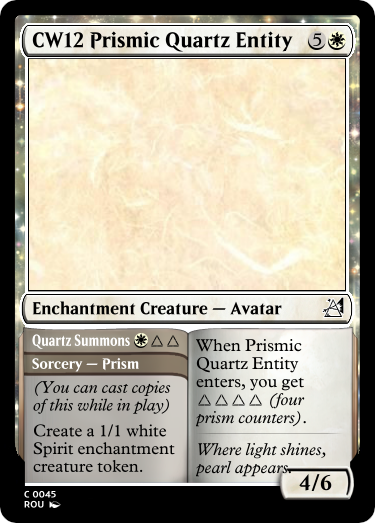 CW12 Prismic Quartz Entity 5
Enchantment Creature — Avatar
Quartz Summons △ △
Sorcery — Prism
(You can cast copies
of this while in play)
Create a 1/1 white
Spirit enchantment
creature token.
When Prismic
Quartz Entity
enters, you get
△△△△ (four
prism counters).
Where light shines,
pearl appears.
4/6
C 0045
ROU